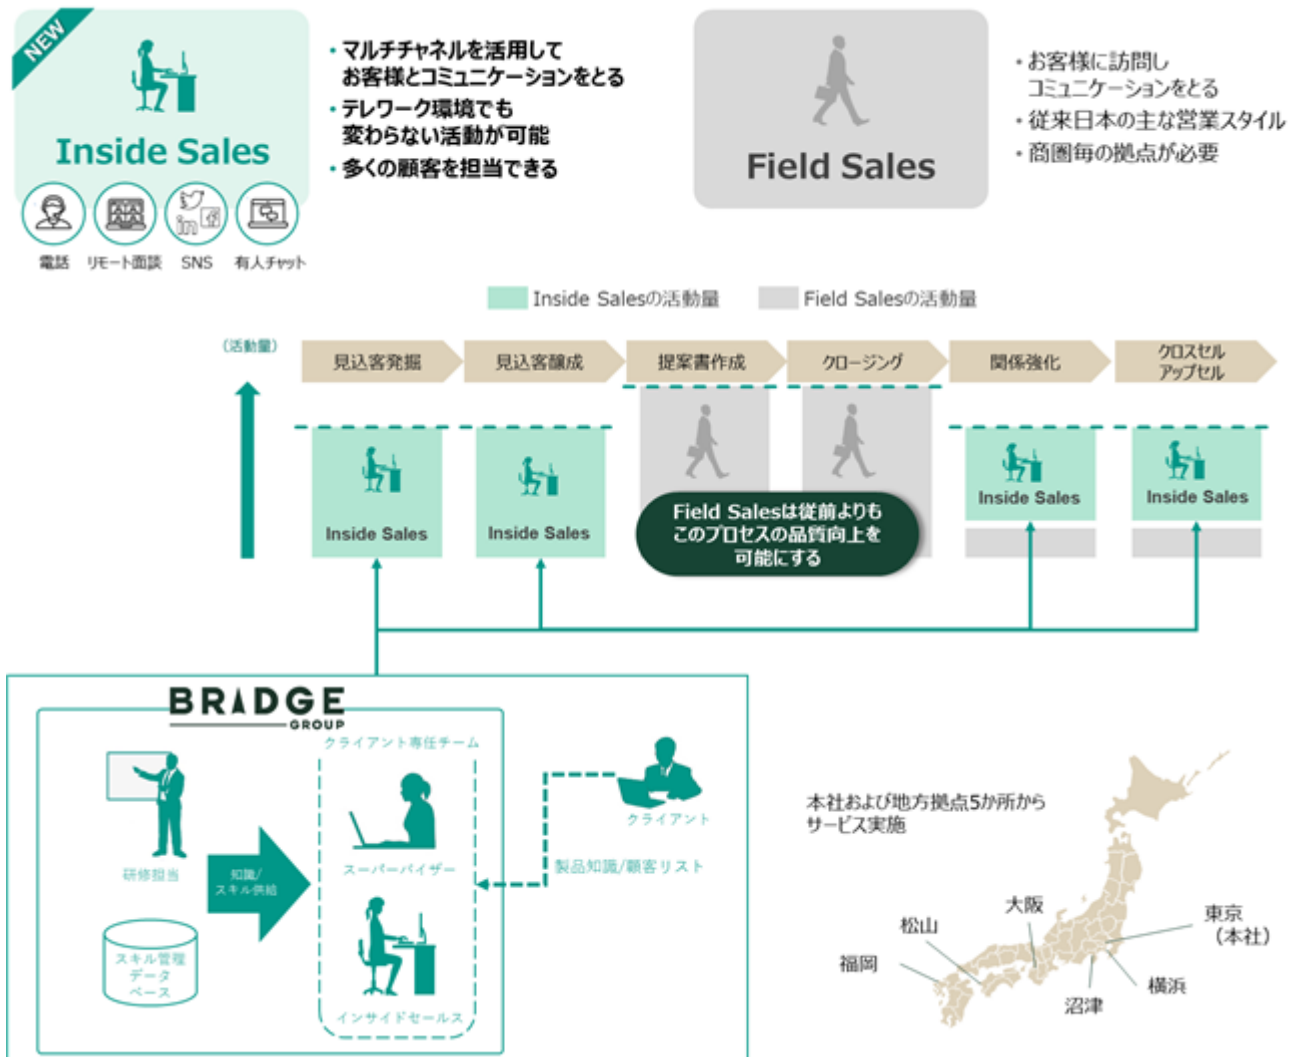 NEW
Inside Sales
電話
リモート面談
SNS
有人チャット
・マルチチャネルを活用して
お客様とコミュニケーションをとる
・テレワーク環境でも
変わらない活動が可能
・多くの顧客を担当できる
Field Sales
・お客様に訪問し
コミュニケーションをとる
・従来日本の主な営業スタイル
・商圏毎の拠点が必要
Inside Salesの活動量
Field Salesの活動量
(活動量)
見込客発掘
見込客醸成
提案書作成
クロージング
関係強化
クロスセル
アップセル
Inside Sales
Inside Sales
Field Salesは従前よりも
このプロセスの品質向上を
可能にする
Inside Sales
Inside Sales
BRIDGE
GROUP
クライアント専任チーム
研修担当
知識/
スキル供給
スキル管理
データ
ベース
スーパーバイザー
インサイドセールス
クライアント
製品知識/顧客リスト
本社および地方拠点5か所から
サービス実施
大阪
松山
福岡
東京
(本社)
横浜
沼津